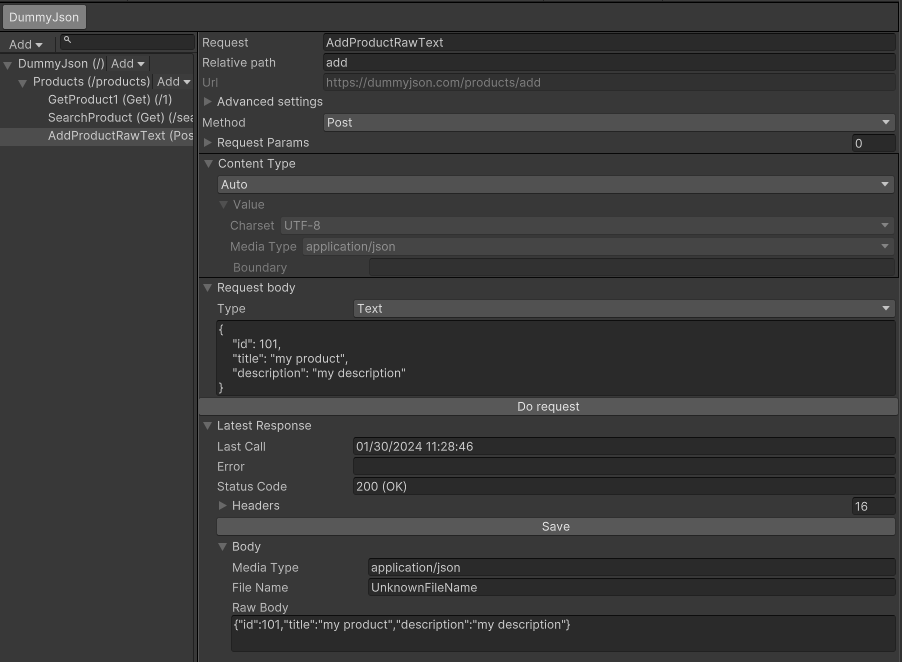 DummyJson
Add
DummyJson (/) Add
Products (/products) Add
GetProduct1 (Get) (/1)
SearchProduct (Get) (/sea
AddProductRawText (Pos
Request AddProductRawText
Relative path add
Url https://dummyjson.com/products/add
Advanced settings
Method Post
Request Params 0
Content Type
Auto
Value
Charset UTF-8
Media Type application/json
Boundary
Request body
Type Text
{
"id": 101,
"title": "my product",
"description": "my description"
}
Do request
Latest Response
Last Call 01/30/2024 11:28:46
Error
Status Code 200 (OK)
Headers 16
Save
Body
Media Type application/json
File Name UnknownFileName
Raw Body
{"id":101,"title":"my product","description":"my description"}